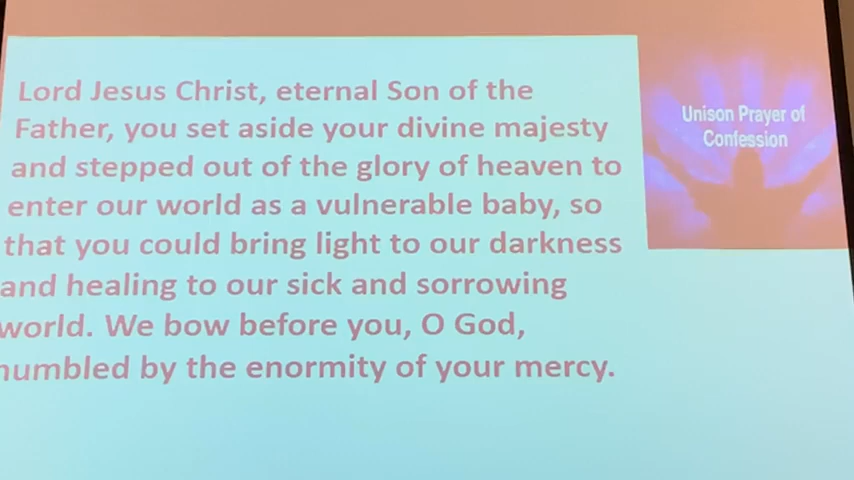 Lord Jesus Christ, eternal Son of the
Father, you set aside your divine majesty
and stepped out of the glory of heaven to
enter our world as a vulnerable baby, so
that you could bring light to our darkness
and healing to our sick and sorrowing
world. We bow before you, O God,
humbled by the enormity of your mercy.
Unison Prayer of
Confession